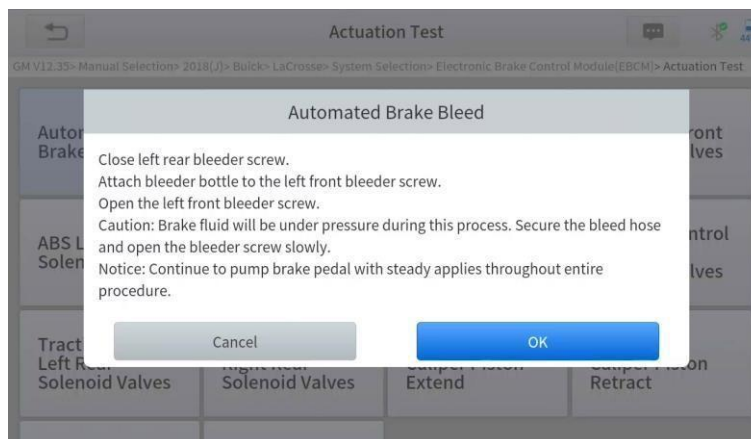 Actuation Test
GM V12.35> Manual Selection> 2018(J)> Buick> LaCrosse> System Selection> Electronic Brake Control Module(EBCM)> Actuation Test
Automated Brake Bleed
Close left rear bleeder screw.
Attach bleeder bottle to the left front bleeder screw.
Open the left front bleeder screw.
Caution: Brake fluid will be under pressure during this process. Secure the bleed hose
and open the bleeder screw slowly.
Notice: Continue to pump brake pedal with steady applies throughout entire
procedure.
Cancel
OK
Solenoid Valves
Solenoid Valves
Extend
Retract